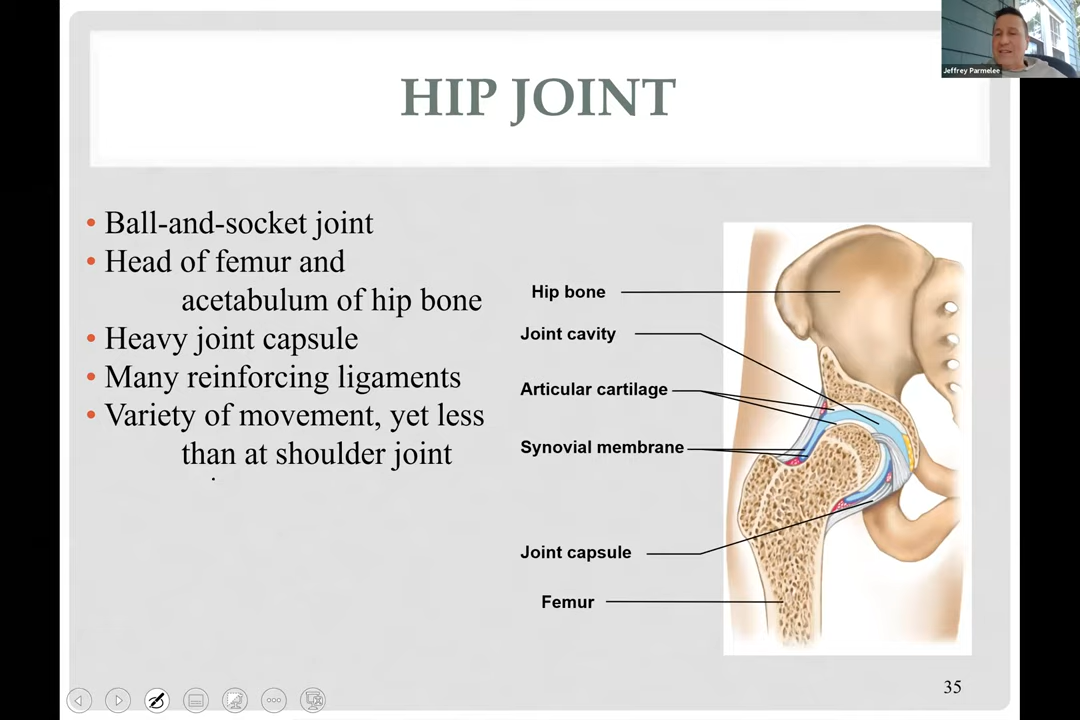 Jeffrey Parmelee
HIP JOINT
• Ball-and-socket joint
• Head of femur and
acetabulum of hip bone
• Heavy joint capsule
• Many reinforcing ligaments
• Variety of movement, yet less
than at shoulder joint
Hip bone
Joint cavity
Articular cartilage
Synovial membrane
Joint capsule
Femur
35